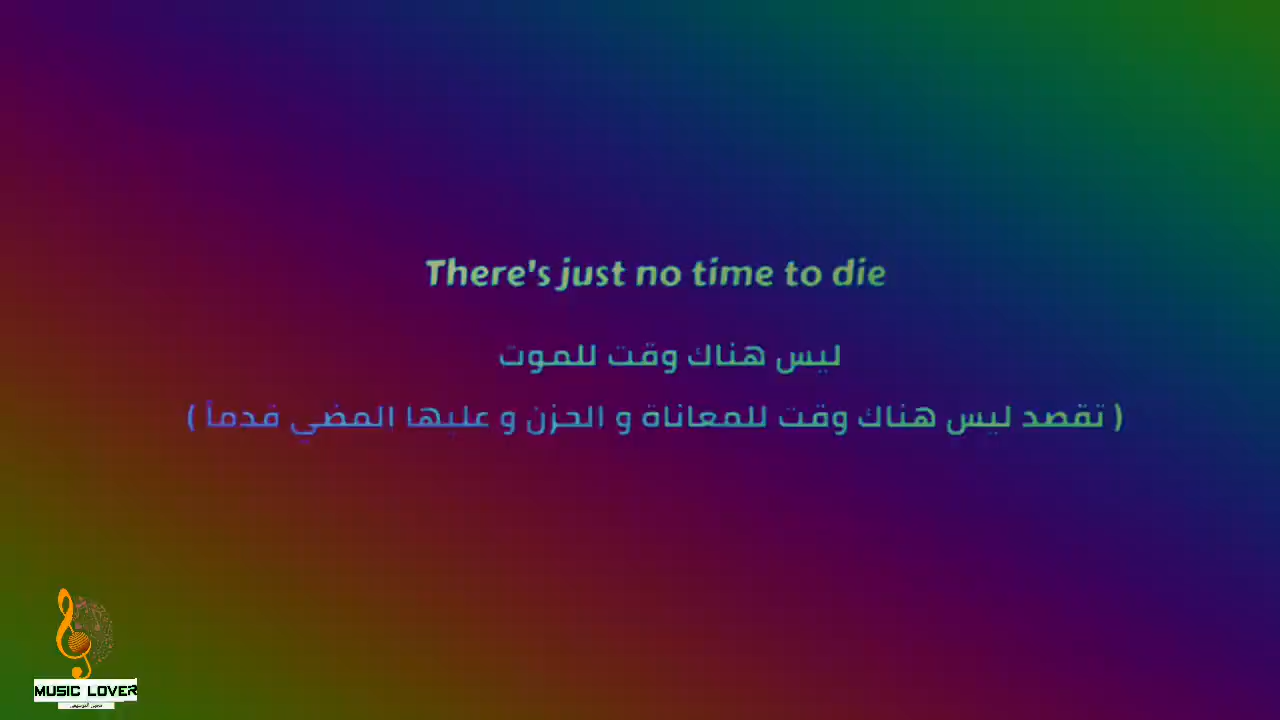 There's just no time to die
ليس هناك وقت للموت
( تقصد ليس هناك وقت للمعاناة و الحزن و عليها المضي قدماً )
MUSIC LOVER